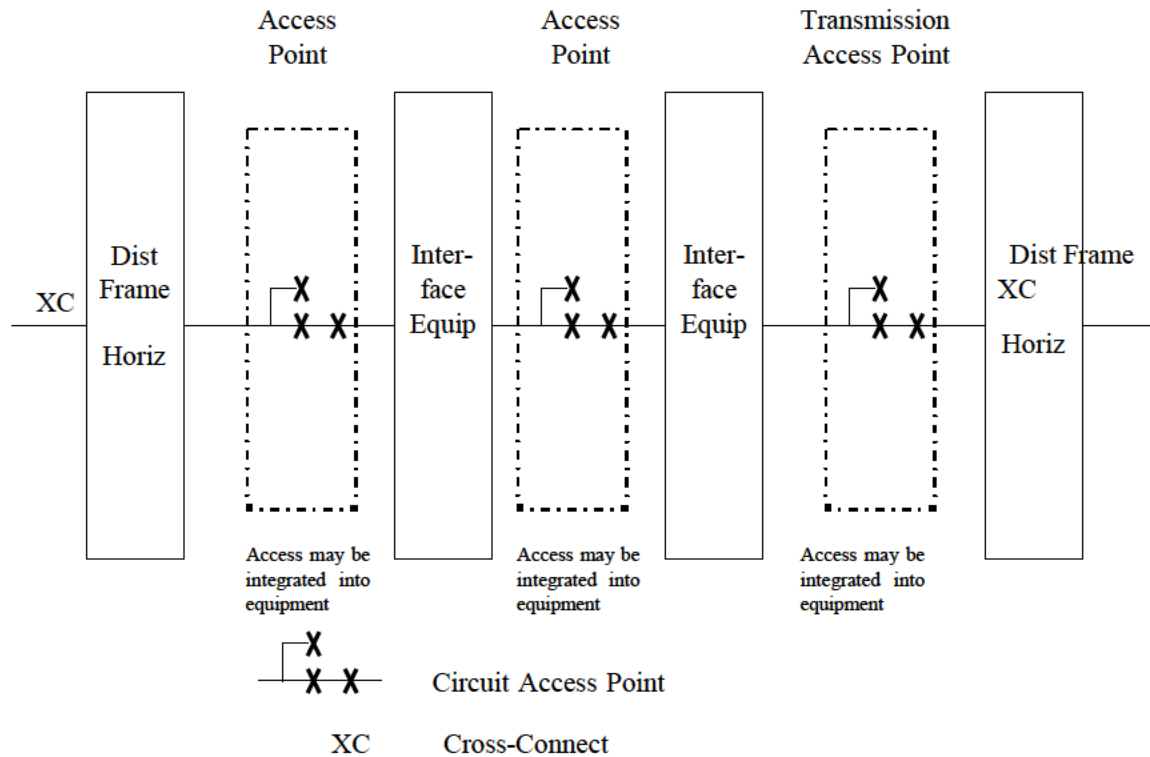 Access
Point
Access
Point
Transmission
Access Point
XC
Dist
Frame
Horiz
Inter-
face
Equip
Inter-
face
Equip
Dist Frame
XC
Horiz
Access may be
integrated into
equipment
Access may be
integrated into
equipment
Access may be
integrated into
equipment
Circuit Access Point
XC Cross-Connect